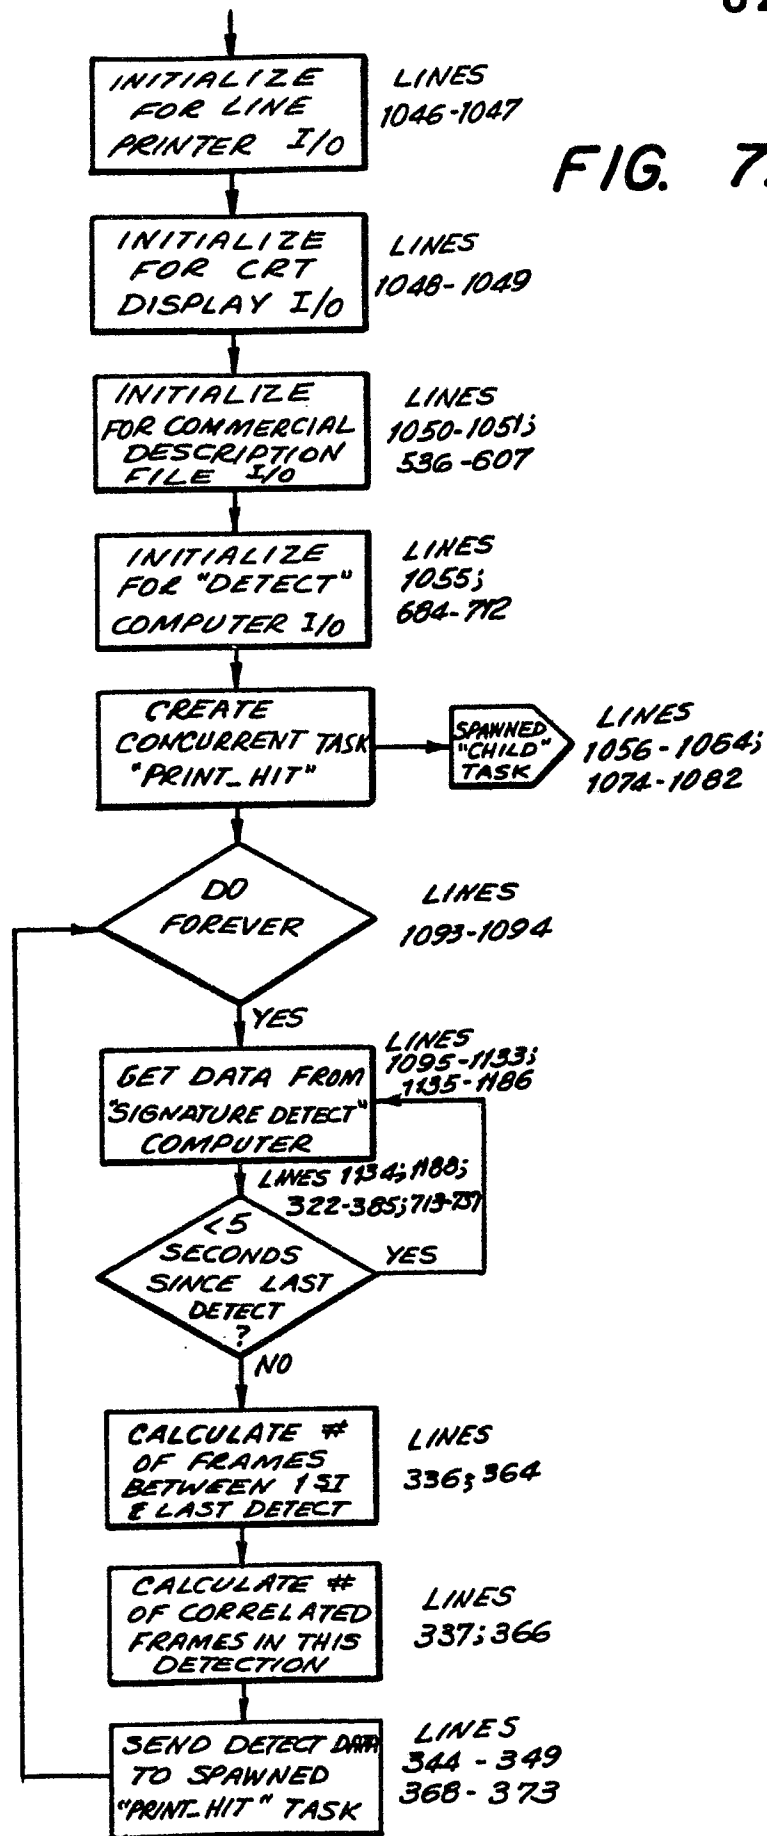 INITIALIZE
FOR LINE
PRINTER I/O
LINES
1046-1047
FIG. 7
INITIALIZE
FOR CRT
DISPLAY I/O
LINES
1048-1049
INITIALIZE
FOR COMMERCIAL
DESCRIPTION
FILE I/O
LINES
1050-1051;
536-607
INITIALIZE
FOR "DETECT"
COMPUTER I/O
LINES
1055;
684-712
CREATE
CONCURRENT TASK
"PRINT_HIT"
SPAWNED
"CHILD"
TASK
LINES
1056-1064;
1074-1082
DO
FOREVER
LINES
1093-1094
YES
GET DATA FROM
"SIGNATURE DETECT"
COMPUTER
LINES
1095-1133;
1135-1186
LINES 1134; 1188;
322-385; 713-737
<5
SECONDS
SINCE LAST
DETECT
?
YES
NO
CALCULATE #
OF FRAMES
BETWEEN 1ST
& LAST DETECT
LINES
336; 364
CALCULATE #
OF CORRELATED
FRAMES IN THIS
DETECTION
LINES
337; 366
SEND DETECT DATA
TO SPAWNED
"PRINT_HIT" TASK
LINES
344-349
368-373